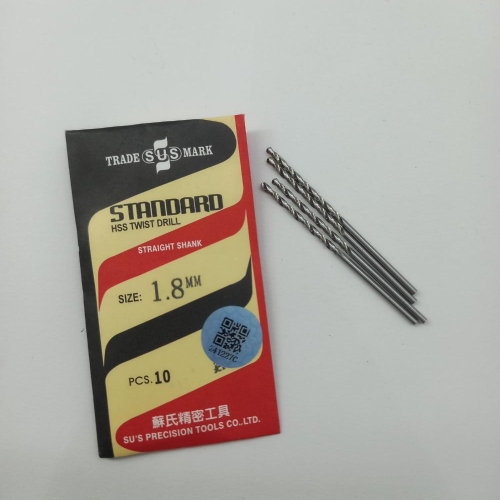 TRADE SUS MARK
STANDARD
HSS TWIST DRILL
STRAIGHT SHANK
SIZE: 1.8MM
PCS.10
蘇氏精密工具
SU'S PRECISION TOOLS CO.,LTD.